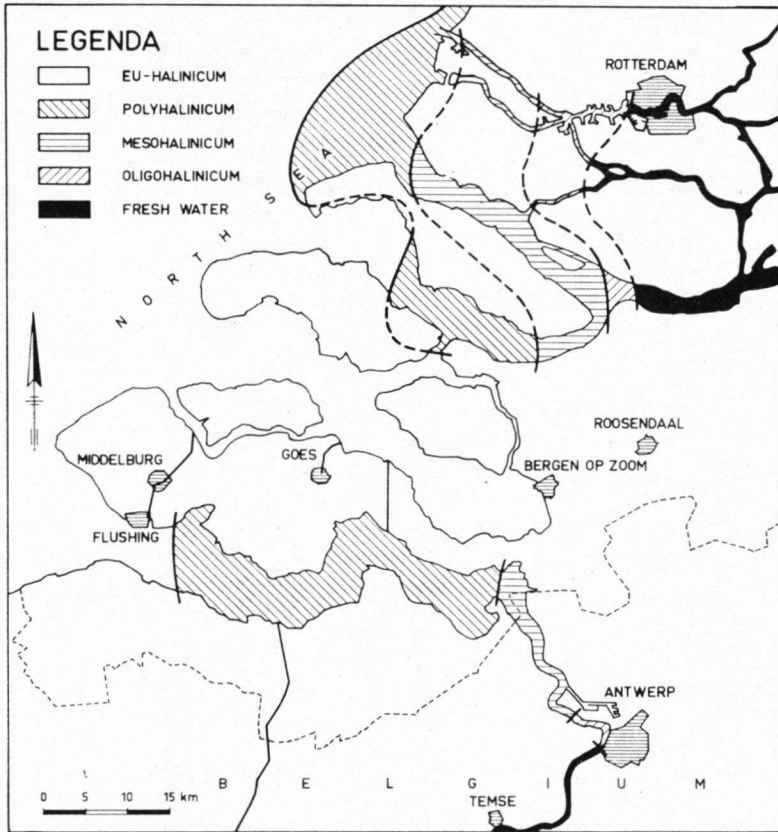 LEGENDA
EU-HALINICUM
POLYHALINICUM
MESOHALINICUM
OLIGOHALINICUM
FRESH WATER
ROTTERDAM
NORTH SEA
ROOSENDAAL
MIDDELBURG
GOES
BERGEN OP ZOOM
FLUSHING
ANTWERP
BELGIUM
TEMSE
0 5 10 15 km